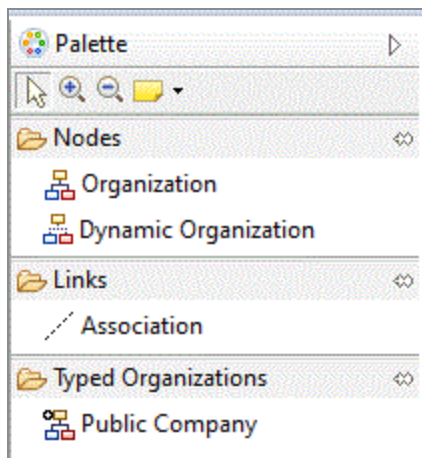 Palette
Nodes
Organization
Dynamic Organization
Links
Association
Typed Organizations
Public Company